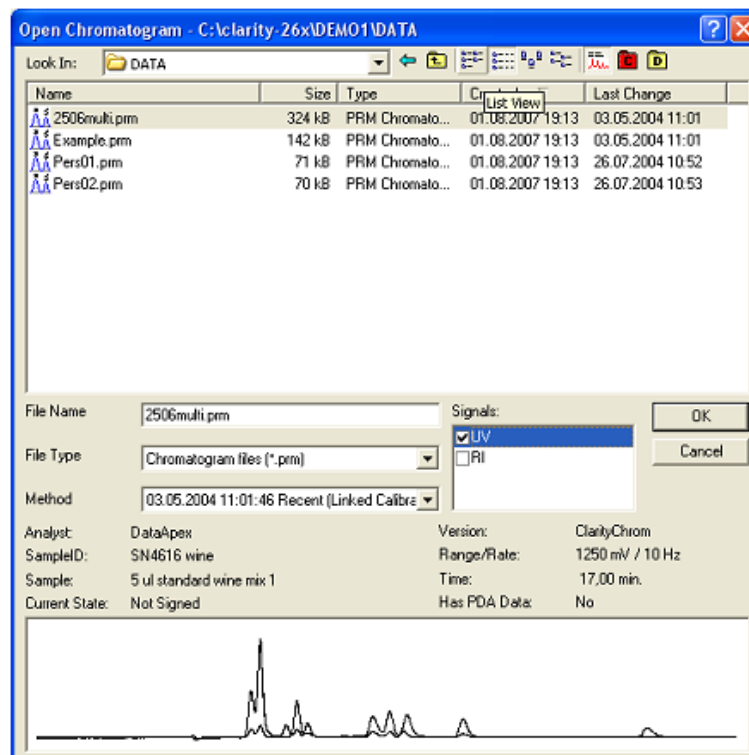 Open Chromatogram - C:\clarity-26x\DEMO1\DATA
Look In: DATA
Name Size Type Last Change
List View
2506multi.prm 324 kB PRM Chromato... 01.08.2007 19:13 03.05.2004 11:01
Example.prm 142 kB PRM Chromato... 01.08.2007 19:13 03.05.2004 11:01
Pers01.prm 71 kB PRM Chromato... 01.08.2007 19:13 26.07.2004 10:52
Pers02.prm 70 kB PRM Chromato... 01.08.2007 19:13 26.07.2004 10:53
File Name 2506multi.prm Signals: OK
UV
File Type Chromatogram files (*.prm) RI Cancel
Method 03.05.2004 11:01:46 Recent (Linked Calibra
Analyst: DataApex Version: ClarityChrom
SampleID: SN4616 wine Range/Rate: 1250 mV / 10 Hz
Sample: 5 ul standard wine mix 1 Time: 17,00 min.
Current State: Not Signed Has PDA Data: No